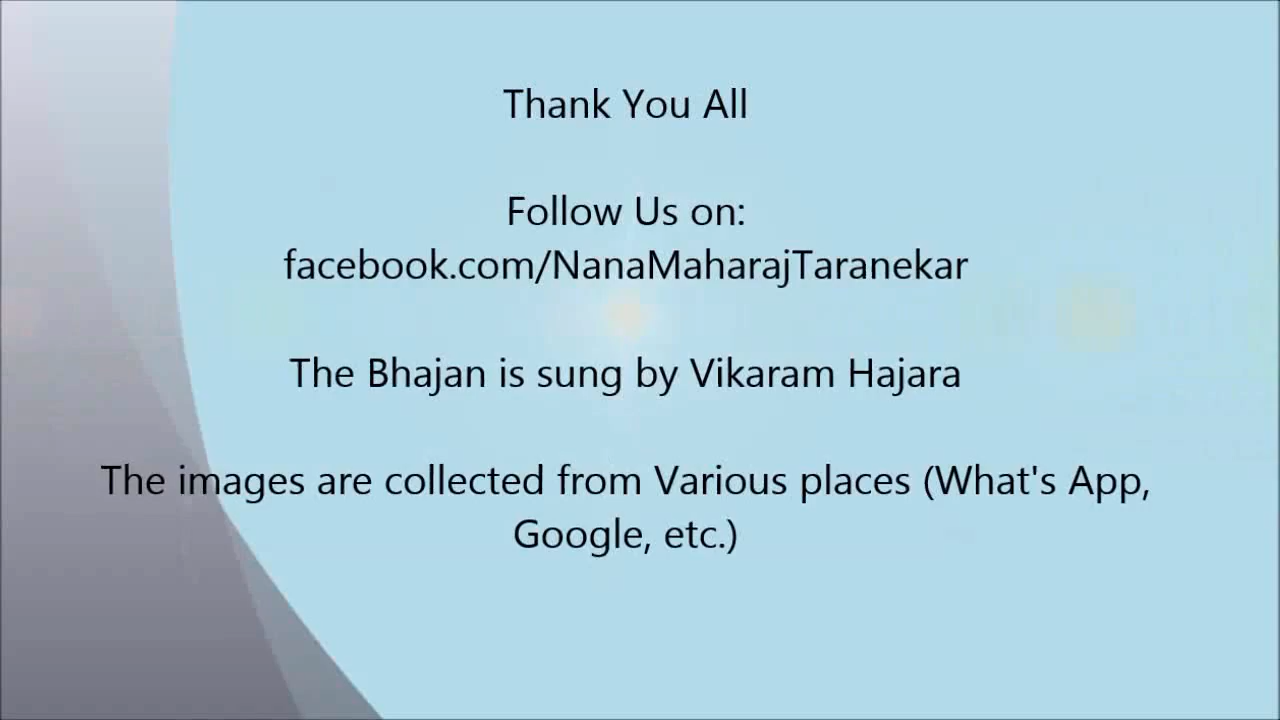 Thank You All
Follow Us on:
facebook.com/NanaMaharajTaranekar
The Bhajan is sung by Vikaram Hajara
The images are collected from Various places (What's App,
Google, etc.)